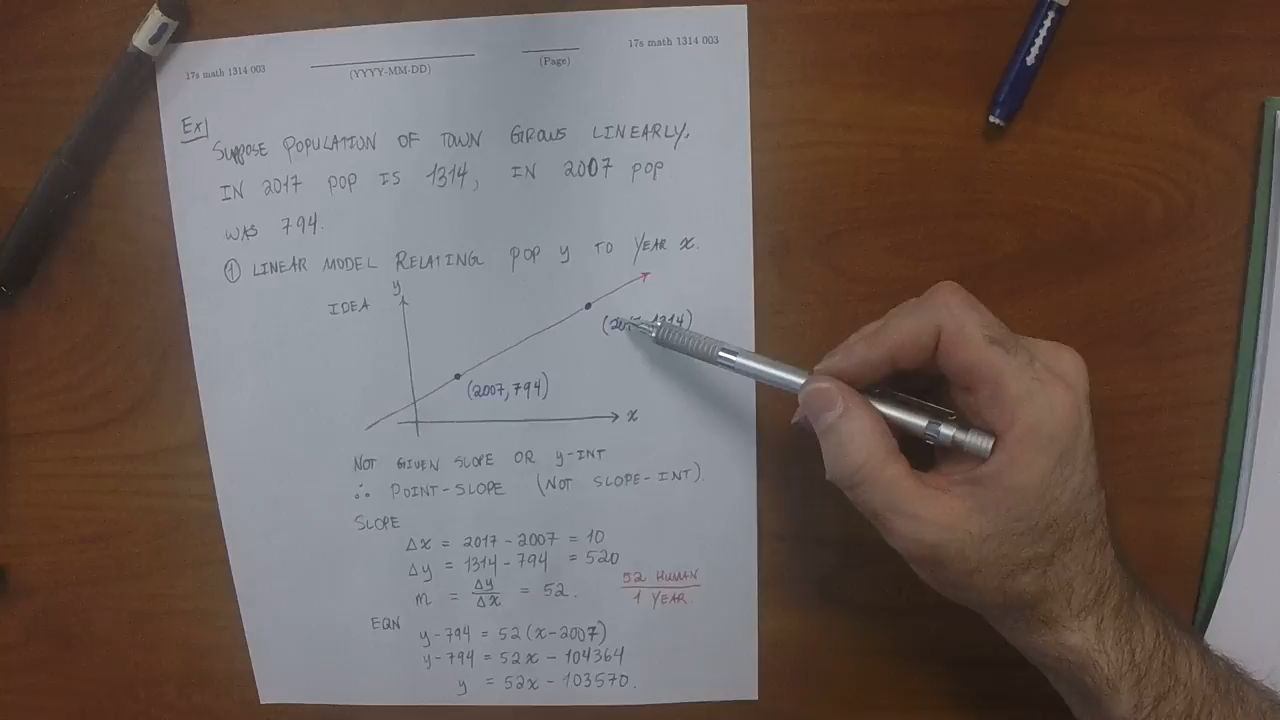 17s math 1314 003
(YYYY-MM-DD)
(Page)
17s math 1314 003
Ex1
SUPPOSE POPULATION OF TOWN GROWS LINEARLY.
IN 2017 POP IS 1314, IN 2007 POP
WAS 794.
① LINEAR MODEL RELATING POP y TO YEAR x.
IDEA
y
(2017, 1314)
(2007, 794)
x
NOT GIVEN SLOPE OR y-INT
∴ POINT-SLOPE (NOT SLOPE-INT).
SLOPE
Δx = 2017 - 2007 = 10
Δy = 1314 - 794 = 520
m = Δy/Δx = 52.
52 HUMAN
1 YEAR.
EQN
y-794 = 52(x-2007)
y-794 = 52x - 104364
y = 52x - 103570.